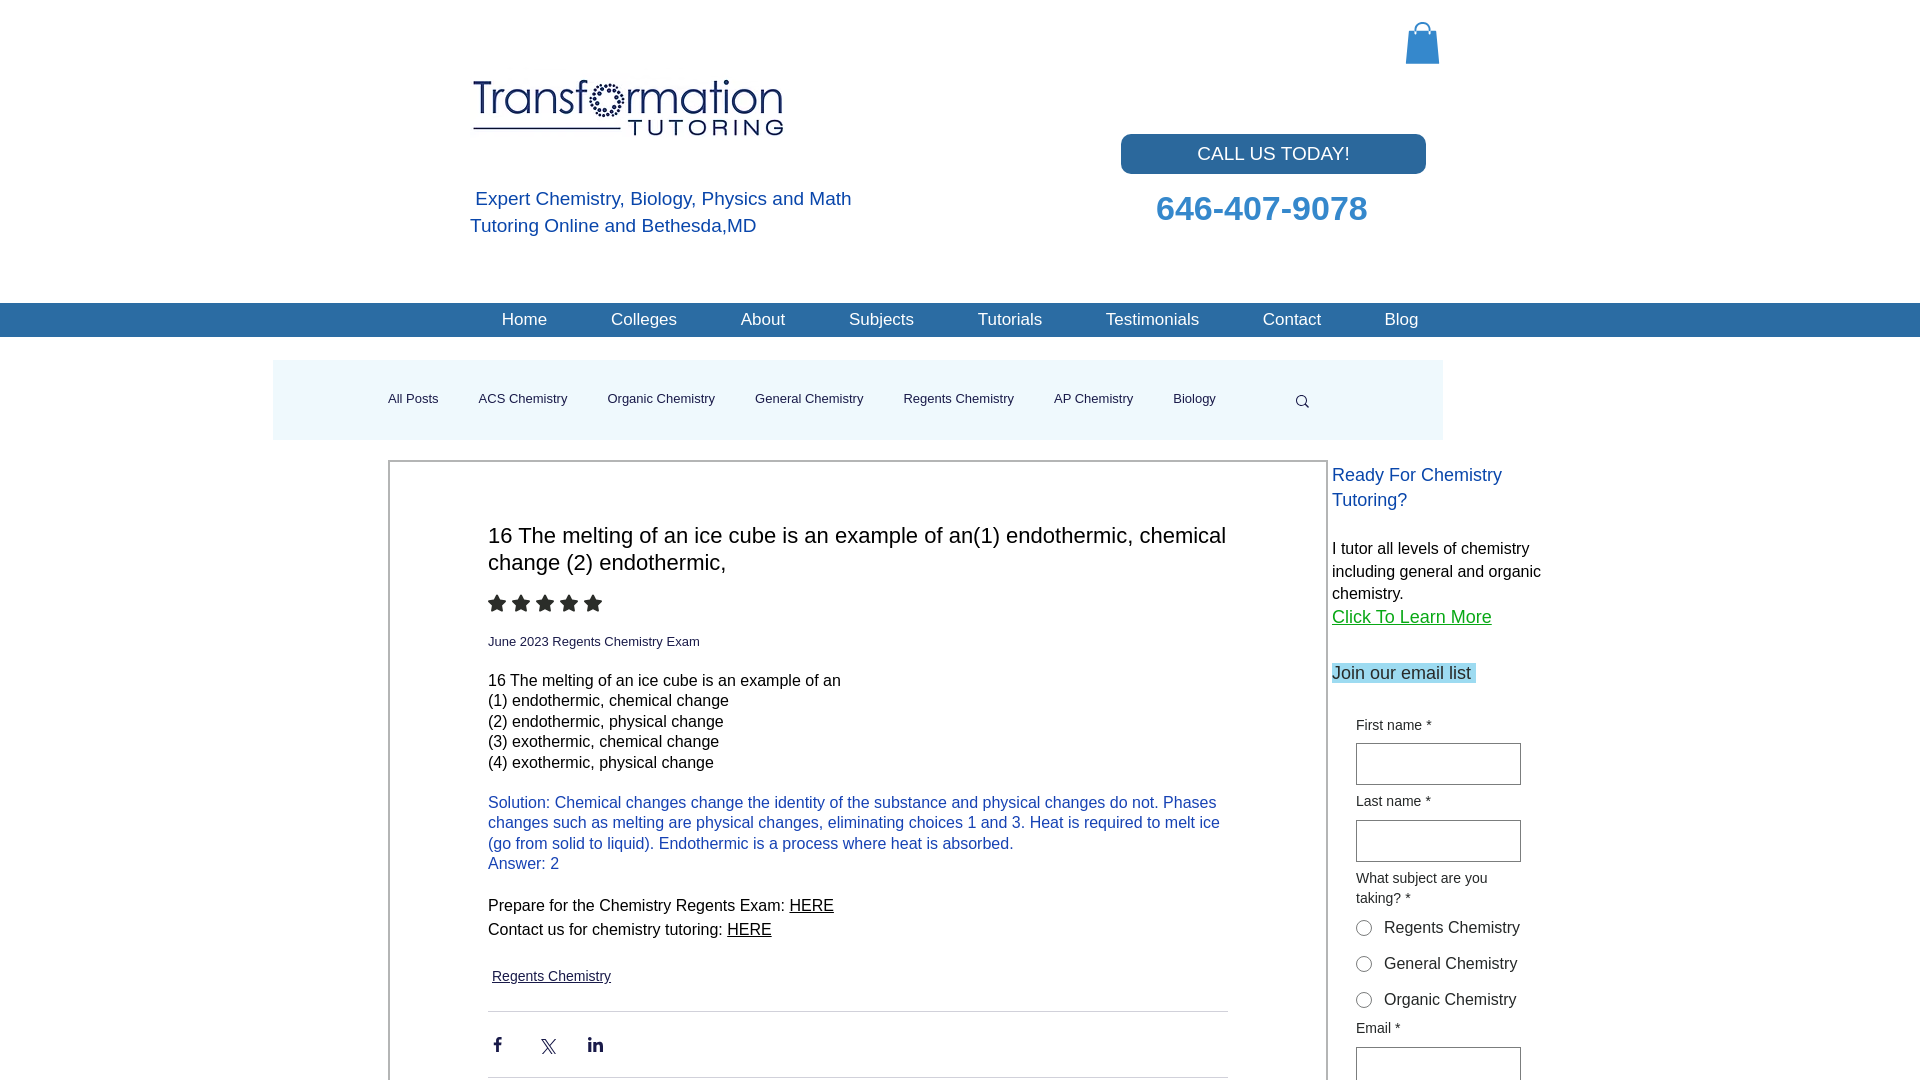 Transformation
TUTORING
CALL US TODAY!
646-407-9078
Expert Chemistry, Biology, Physics and Math
Tutoring Online and Bethesda,MD
Home Colleges About Subjects Tutorials Testimonials Contact Blog
All Posts ACS Chemistry Organic Chemistry General Chemistry Regents Chemistry AP Chemistry Biology
16 The melting of an ice cube is an example of an(1) endothermic, chemical
change (2) endothermic,
June 2023 Regents Chemistry Exam
16 The melting of an ice cube is an example of an
(1) endothermic, chemical change
(2) endothermic, physical change
(3) exothermic, chemical change
(4) exothermic, physical change
Solution: Chemical changes change the identity of the substance and physical changes do not. Phases
changes such as melting are physical changes, eliminating choices 1 and 3. Heat is required to melt ice
(go from solid to liquid). Endothermic is a process where heat is absorbed.
Answer: 2
Prepare for the Chemistry Regents Exam: HERE
Contact us for chemistry tutoring: HERE
Regents Chemistry
Ready For Chemistry
Tutoring?
I tutor all levels of chemistry
including general and organic
chemistry.
Click To Learn More
Join our email list
First name *
Last name *
What subject are you
taking? *
Regents Chemistry
General Chemistry
Organic Chemistry
Email *